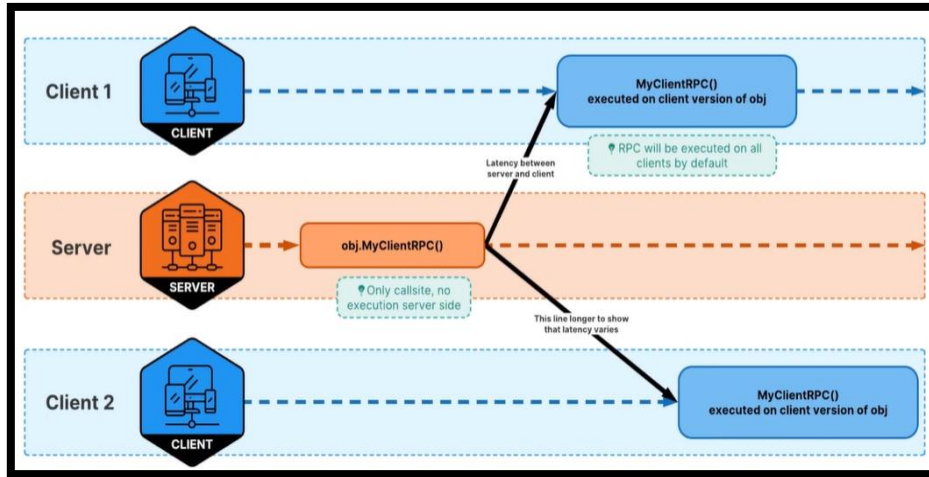 Client 1
CLIENT
MyClientRPC()
executed on client version of obj
RPC will be executed on all
clients by default
Latency between
server and client
Server
SERVER
obj.MyClientRPC()
Only callsite, no
execution server side
This line longer to show
that latency varies
Client 2
CLIENT
MyClientRPC()
executed on client version of obj